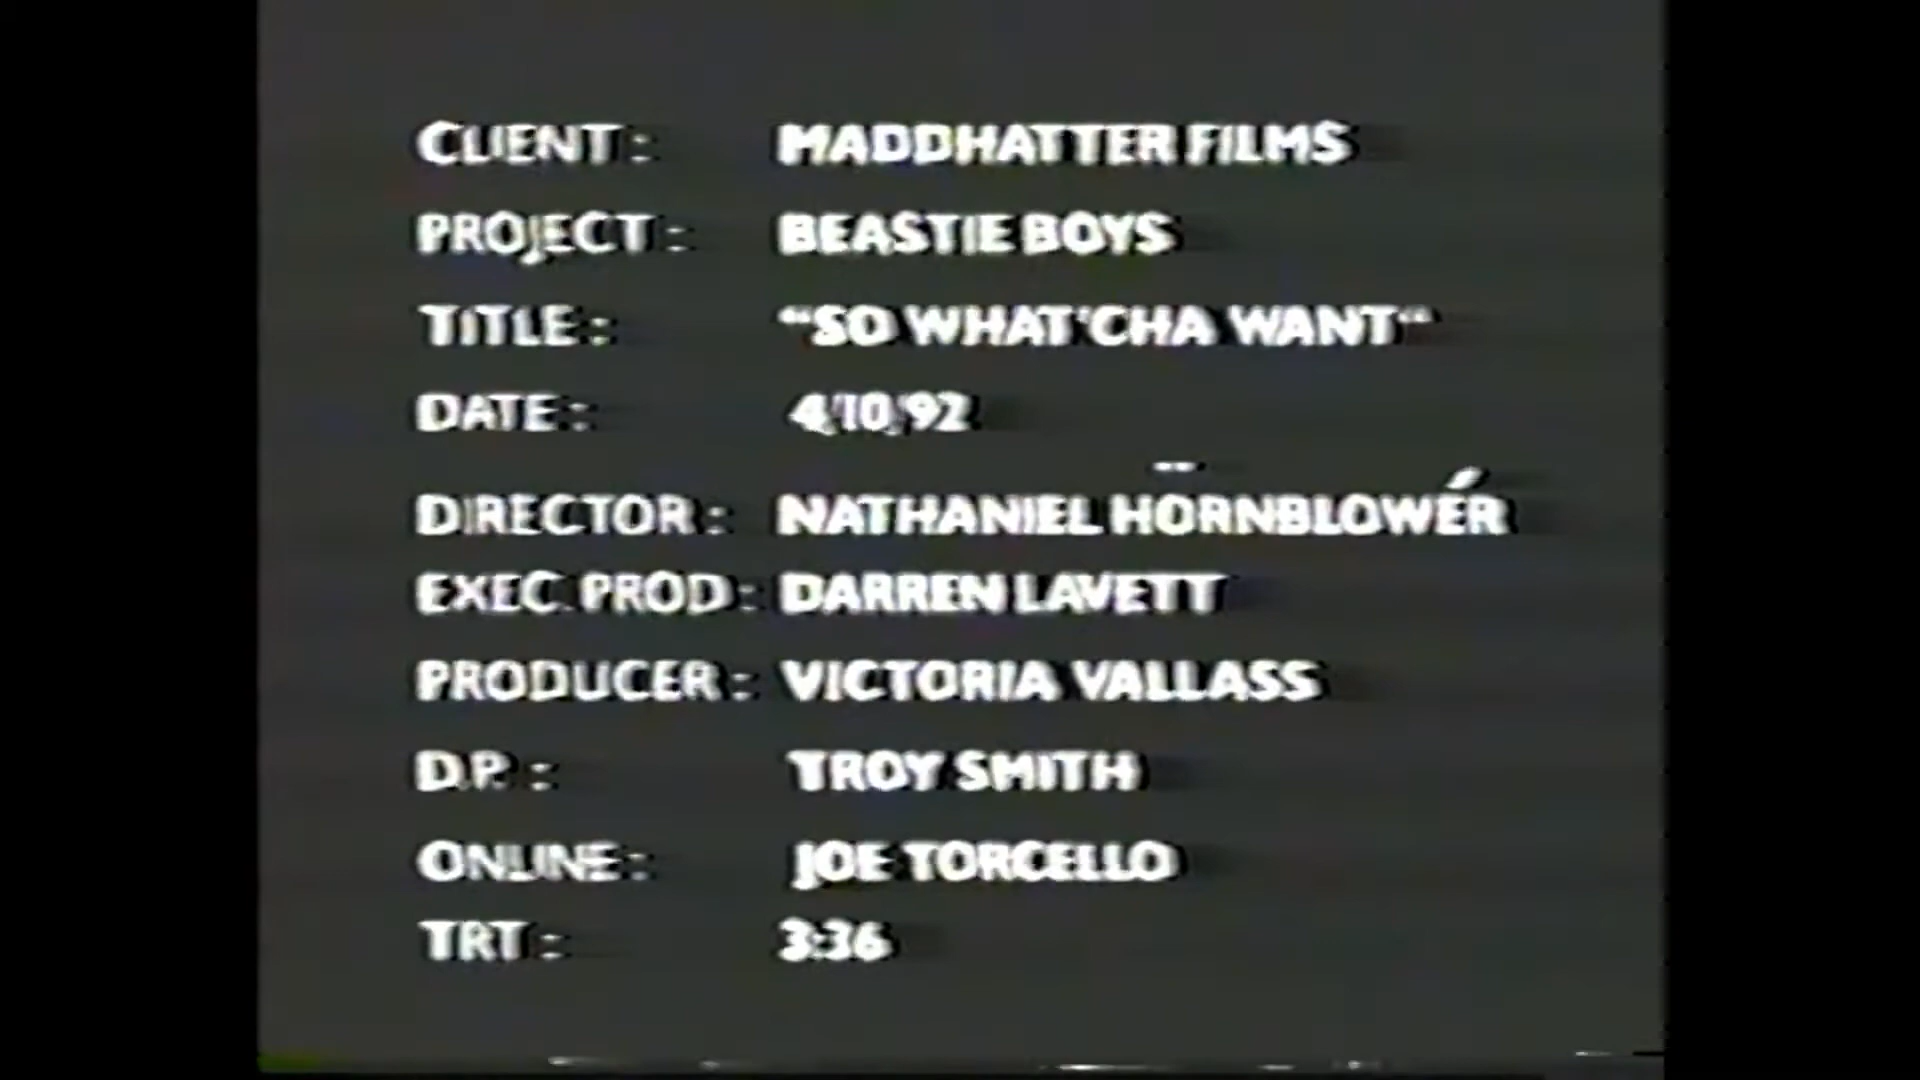 CLIENT: MADDHATTER FILMS
PROJECT: BEASTIE BOYS
TITLE: "SO WHAT'CHA WANT"
DATE: 4/10/92
DIRECTOR: NATHANIEL HÖRNBLOWÉR
EXEC. PROD: DARREN LAVETT
PRODUCER: VICTORIA VALLASS
D.P.: TROY SMITH
ONLINE: JOE TORCELLO
TRT: 3:36